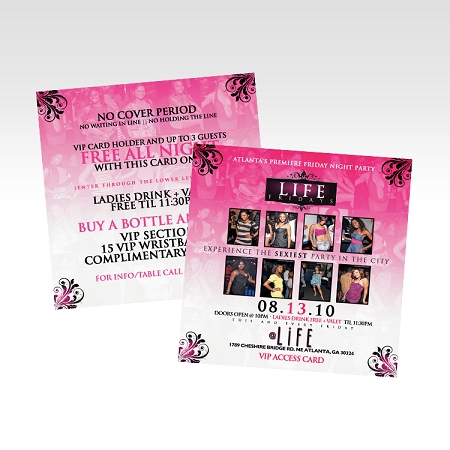 NO COVER PERIOD
NO WAITING IN LINE | NO HOLDING THE LINE
VIP CARD HOLDER AND UP TO 3 GUESTS
FREE ALL NIGH
WITH THIS CARD ON
[ENTER THROUGH THE LOWER LEVE
LADIES DRINK + V
FREE TIL 11:30P
BUY A BOTTLE A
VIP SECTIO
15 VIP WRISTBA
COMPLIMENTARY
FOR INFO/TABLE CALL
ATLANTA'S PREMIERE FRIDAY NIGHT PARTY
LIFE
FRIDAYS
EXPERIENCE THE SEXIEST PARTY IN THE CITY
08.13.10
DOORS OPEN @ 10PM · LADIES DRINK FREE + VALET TIL 11:30PM
THIS AND EVERY FRIDAY
@ LIFE
1789 CHESHIRE BRIDGE RD. NE ATLANTA, GA 30324
VIP ACCESS CARD